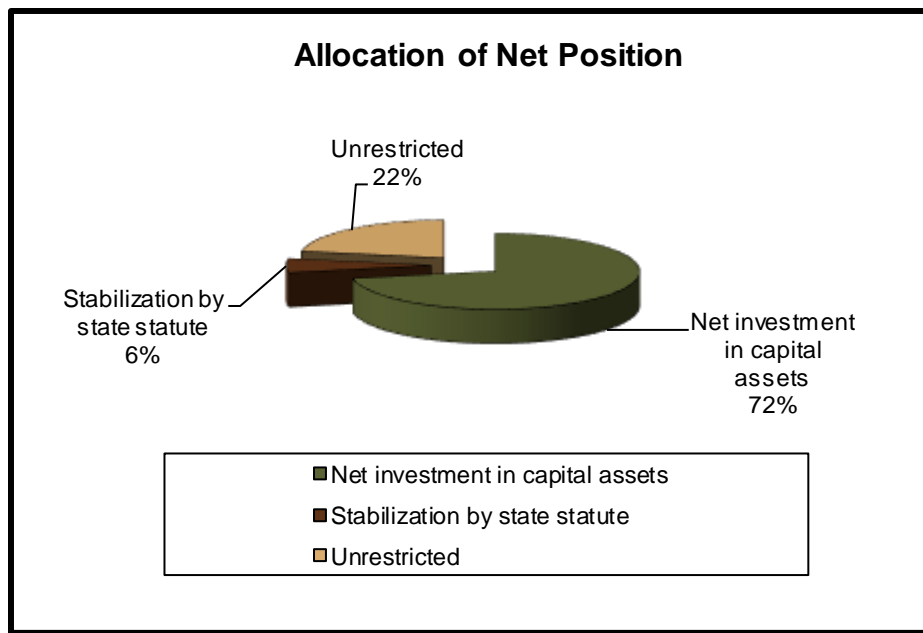 Allocation of Net Position
Unrestricted
22%
Stabilization by
state statute
6%
Net investment
in capital
assets
72%
Net investment in capital assets
Stabilization by state statute
Unrestricted